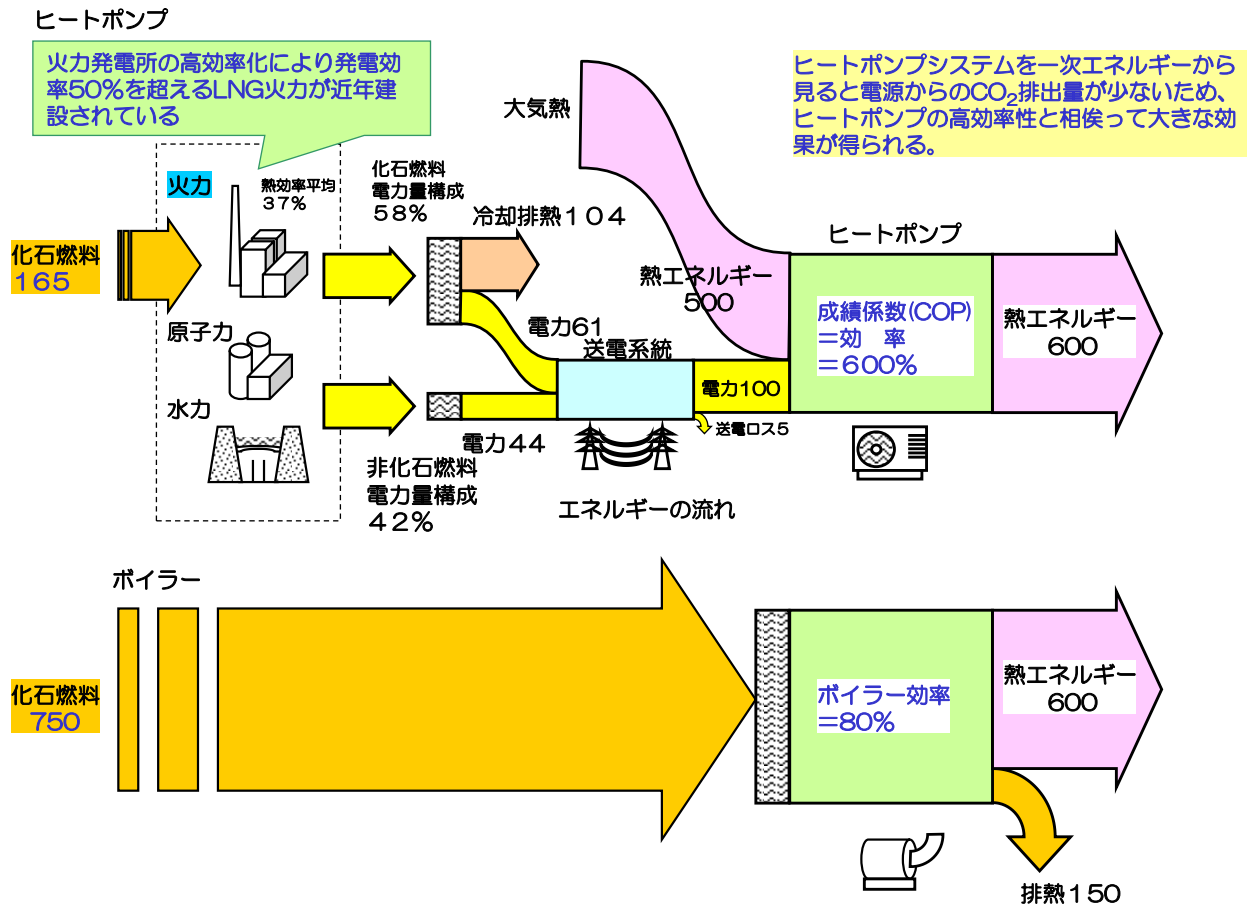 ヒートポンプ
火力発電所の高効率化により発電効
率50%を超えるLNG火力が近年建
設されている
ヒートポンプシステムを一次エネルギーから
見ると電源からのCO₂排出量が少ないため、
ヒートポンプの高効率性と相俟って大きな効
果が得られる。
大気熱
火力
熱効率平均
37%
化石燃料
電力量構成
58%
冷却排熱104
化石燃料
165
熱エネルギー
500
ヒートポンプ
成績係数(COP)
=効 率
=600%
熱エネルギー
600
原子力
電力61
送電系統
電力100
水力
送電ロス5
電力44
非化石燃料
電力量構成
42%
エネルギーの流れ
ボイラー
化石燃料
750
ボイラー効率
=80%
熱エネルギー
600
排熱150